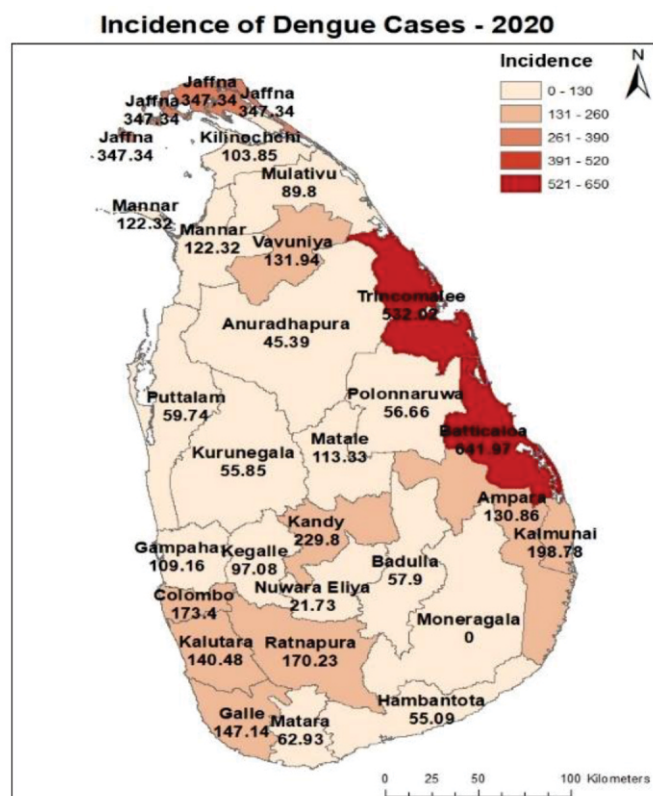 Incidence of Dengue Cases - 2020
Incidence
N
0 - 130
131 - 260
261 - 390
391 - 520
521 - 650
Jaffna
347.34
Jaffna
347.34
Jaffna
347.34
Jaffna
347.34
Kilinochchi
103.85
Mulativu
89.8
Mannar
122.32
Mannar
122.32
Vavuniya
131.94
Trincomalee
532.02
Anuradhapura
45.39
Puttalam
59.74
Polonnaruwa
56.66
Kurunegala
55.85
Matale
113.33
Batticaloa
641.97
Ampara
130.86
Kandy
229.8
Kalmunai
198.78
Gampaha
109.16
Kegalle
97.08
Badulla
57.9
Nuwara Eliya
21.73
Colombo
173.4
Moneragala
0
Kalutara
140.48
Ratnapura
170.23
Hambantota
55.09
Galle
147.14
Matara
62.93
0 25 50 100 Kilometers